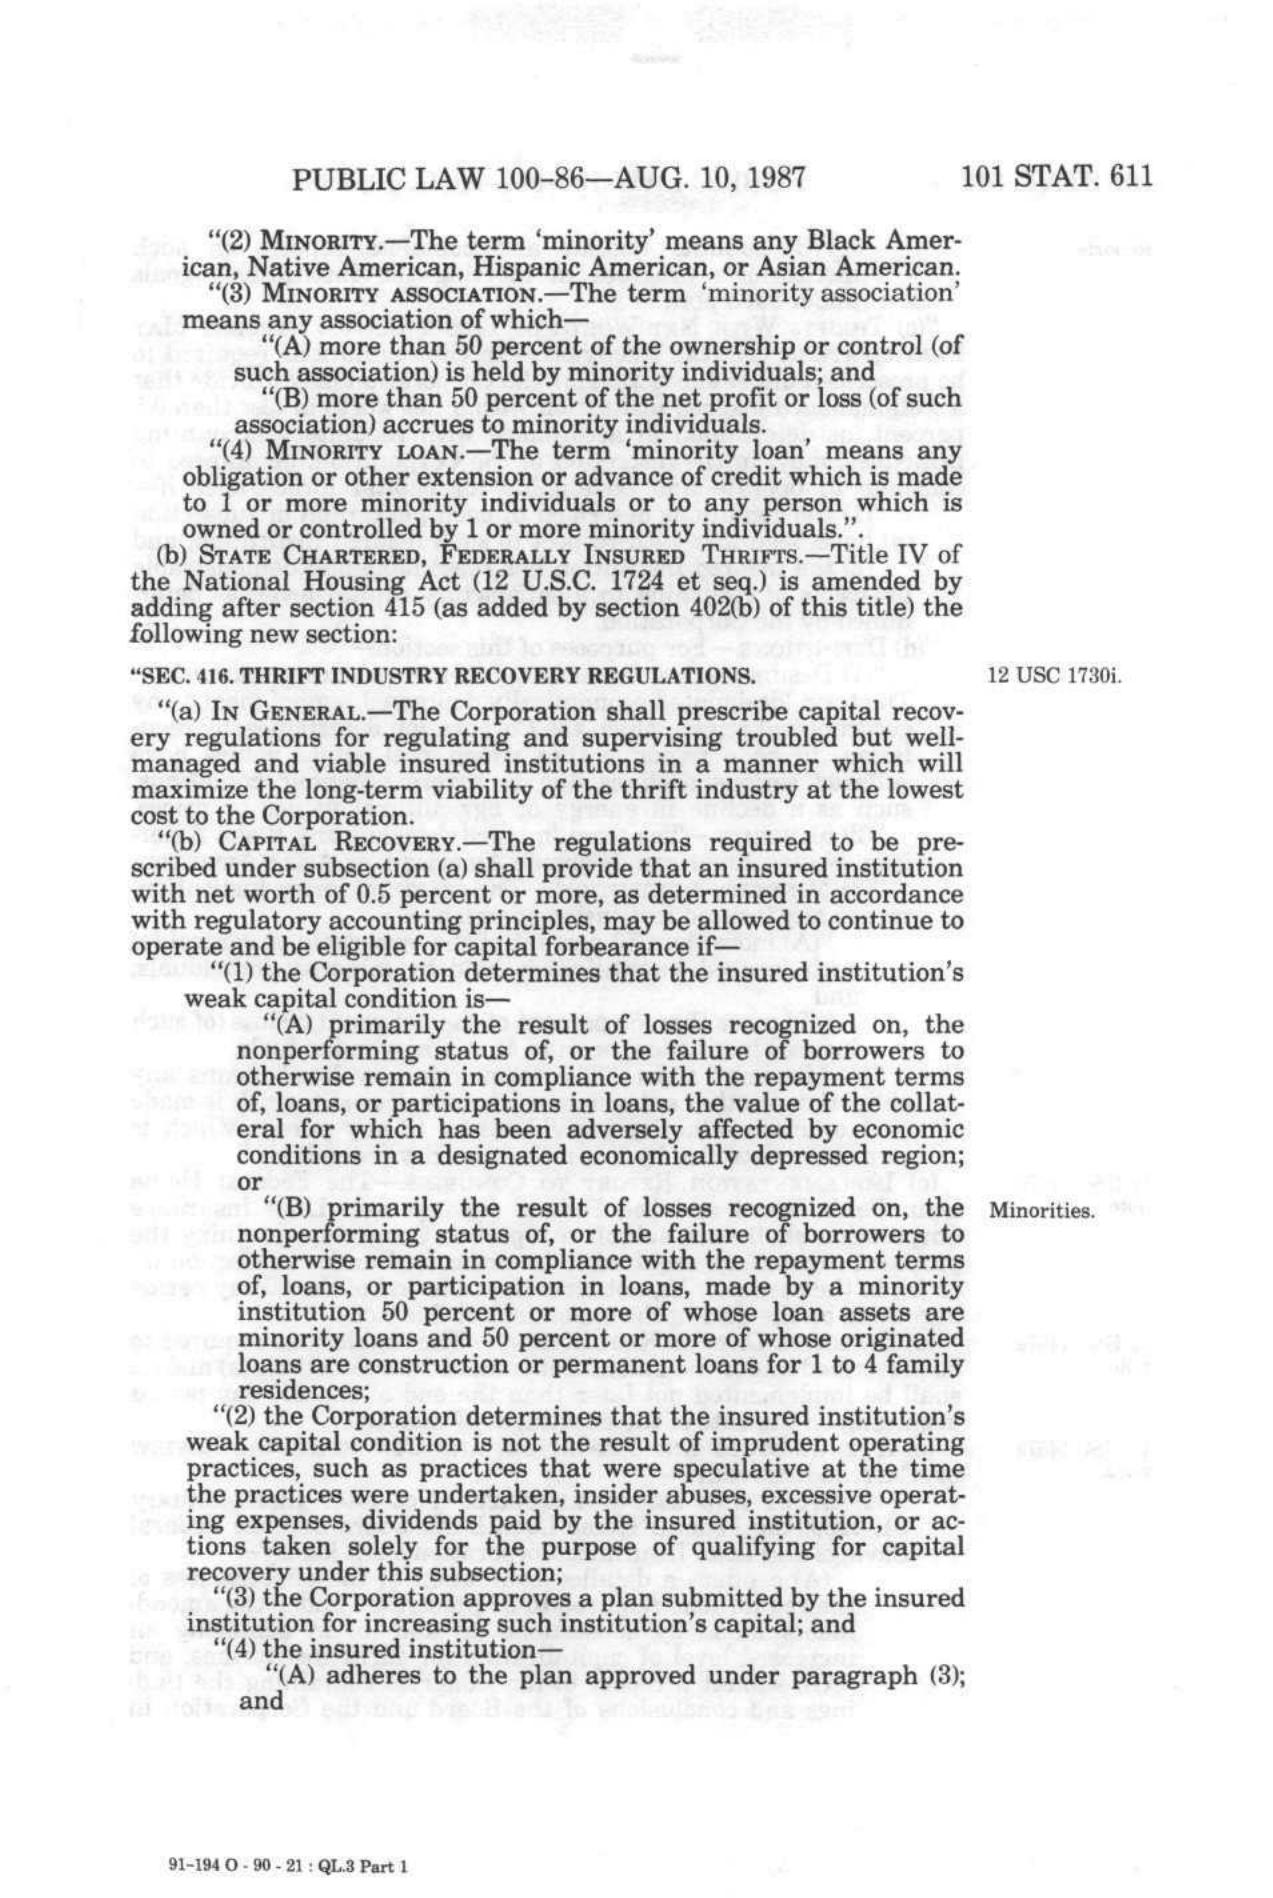 PUBLIC LAW 100-86—AUG. 10, 1987 101 STAT. 611
"(2) MINORITY.—The term 'minority' means any Black Amer-
ican, Native American, Hispanic American, or Asian American.
"(3) MINORITY ASSOCIATION.—The term 'minority association'
means any association of which—
"(A) more than 50 percent of the ownership or control (of
such association) is held by minority individuals; and
"(B) more than 50 percent of the net profit or loss (of such
association) accrues to minority individuals.
"(4) MINORITY LOAN.—The term 'minority loan' means any
obligation or other extension or advance of credit which is made
to 1 or more minority individuals or to any person which is
owned or controlled by 1 or more minority individuals.".
(b) STATE CHARTERED, FEDERALLY INSURED THRIFTS.—Title IV of
the National Housing Act (12 U.S.C. 1724 et seq.) is amended by
adding after section 415 (as added by section 402(b) of this title) the
following new section:
"SEC. 416. THRIFT INDUSTRY RECOVERY REGULATIONS. 12 USC 1730i.
"(a) IN GENERAL.—The Corporation shall prescribe capital recov-
ery regulations for regulating and supervising troubled but well-
managed and viable insured institutions in a manner which will
maximize the long-term viability of the thrift industry at the lowest
cost to the Corporation.
"(b) CAPITAL RECOVERY.—The regulations required to be pre-
scribed under subsection (a) shall provide that an insured institution
with net worth of 0.5 percent or more, as determined in accordance
with regulatory accounting principles, may be allowed to continue to
operate and be eligible for capital forbearance if—
"(1) the Corporation determines that the insured institution's
weak capital condition is—
"(A) primarily the result of losses recognized on, the
nonperforming status of, or the failure of borrowers to
otherwise remain in compliance with the repayment terms
of, loans, or participations in loans, the value of the collat-
eral for which has been adversely affected by economic
conditions in a designated economically depressed region;
or
"(B) primarily the result of losses recognized on, the Minorities.
nonperforming status of, or the failure of borrowers to
otherwise remain in compliance with the repayment terms
of, loans, or participation in loans, made by a minority
institution 50 percent or more of whose loan assets are
minority loans and 50 percent or more of whose originated
loans are construction or permanent loans for 1 to 4 family
residences;
"(2) the Corporation determines that the insured institution's
weak capital condition is not the result of imprudent operating
practices, such as practices that were speculative at the time
the practices were undertaken, insider abuses, excessive operat-
ing expenses, dividends paid by the insured institution, or ac-
tions taken solely for the purpose of qualifying for capital
recovery under this subsection;
"(3) the Corporation approves a plan submitted by the insured
institution for increasing such institution's capital; and
"(4) the insured institution—
"(A) adheres to the plan approved under paragraph (3);
and
91-194 O - 90 - 21 : QL.3 Part 1